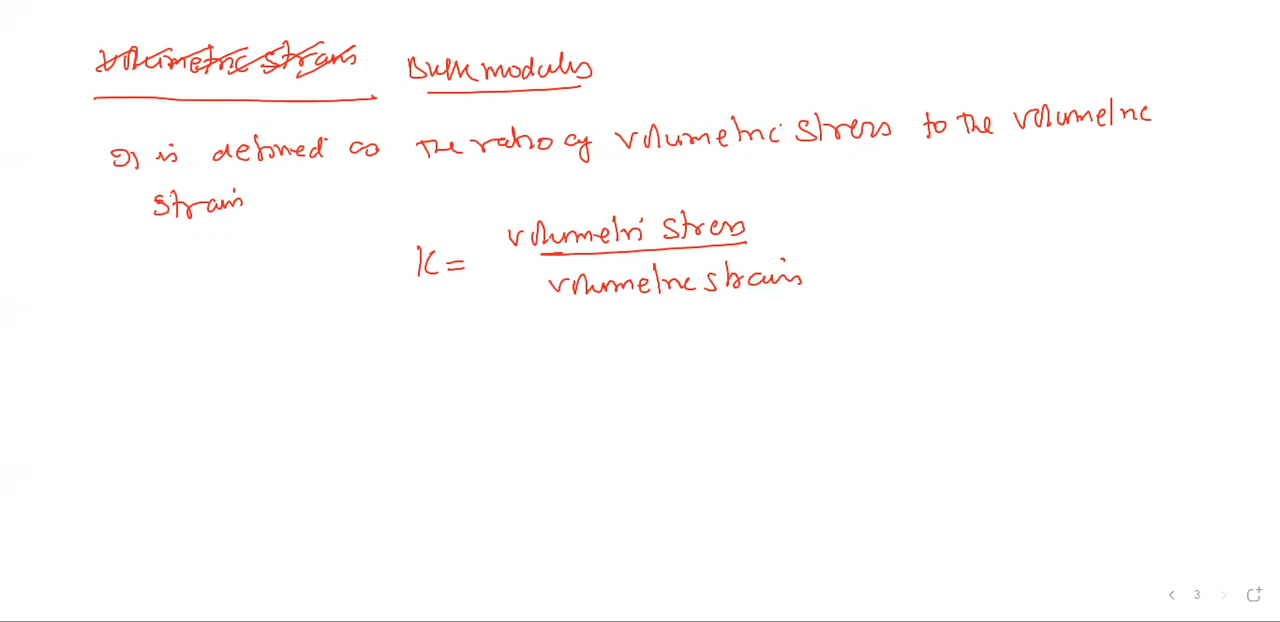 volumetric strain Bulk modulus
It is defined as the ratio of volumetric stress to the volumetric
strain
K = volumetri stress
volumetric strain
3